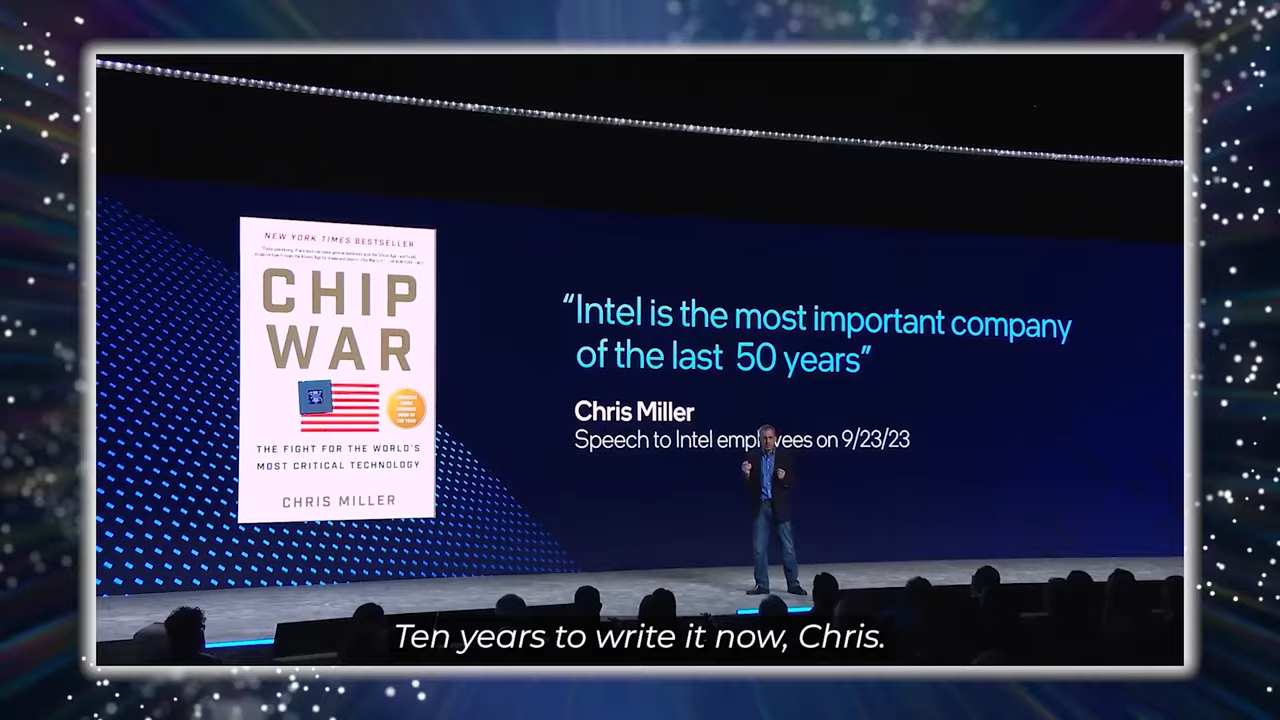 NEW YORK TIMES BESTSELLER
CHIP
WAR
THE FIGHT FOR THE WORLD'S
MOST CRITICAL TECHNOLOGY
CHRIS MILLER
“Intel is the most important company
of the last 50 years”
Chris Miller
Speech to Intel employees on 9/23/23
Ten years to write it now, Chris.